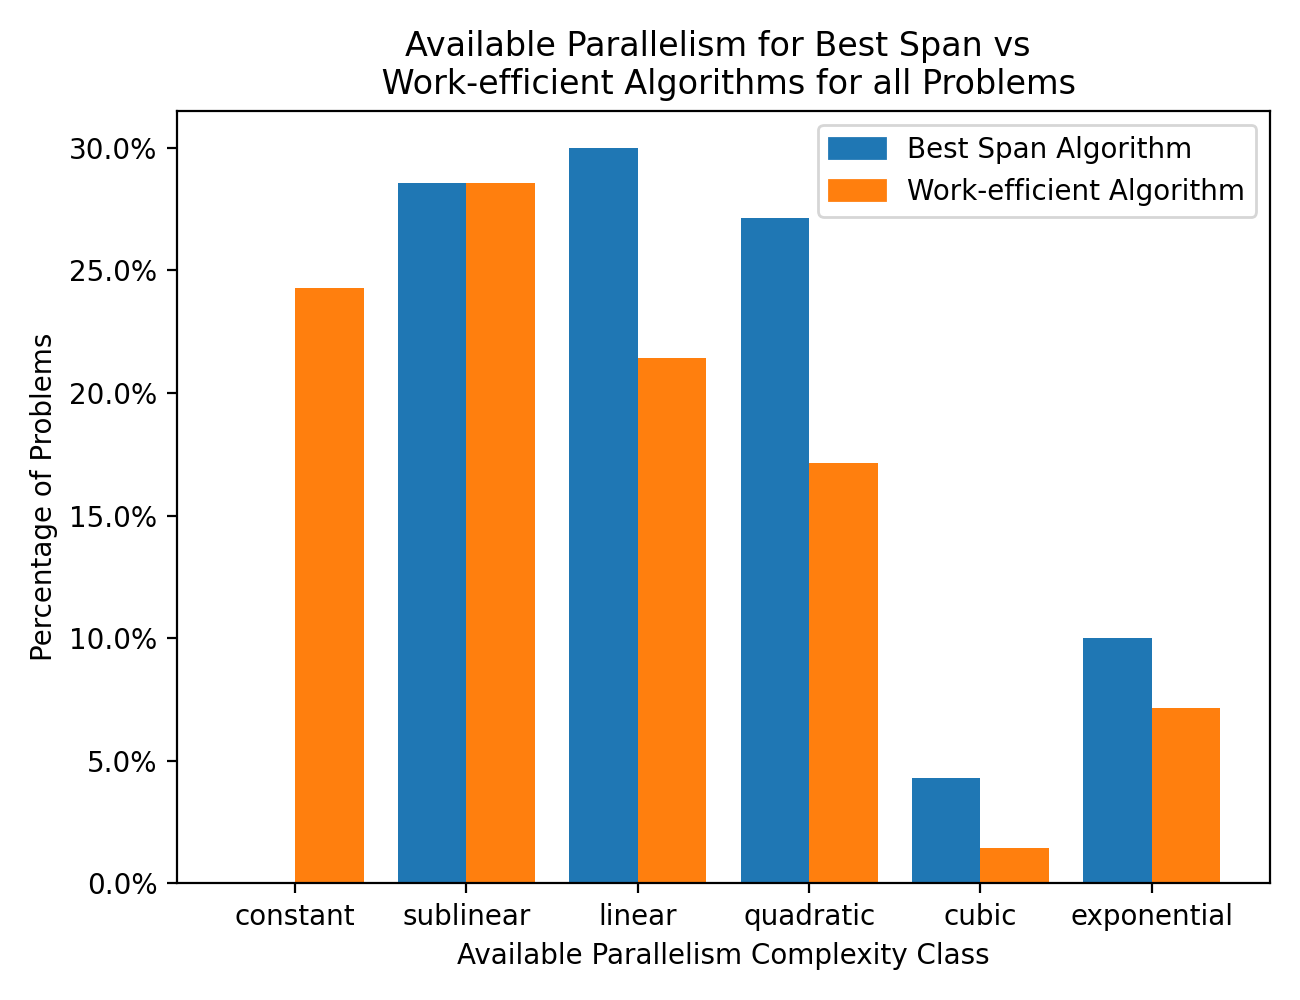 Available Parallelism for Best Span vs
Work-efficient Algorithms for all Problems
Best Span Algorithm
Work-efficient Algorithm
Percentage of Problems
30.0%
25.0%
20.0%
15.0%
10.0%
5.0%
0.0%
constant sublinear linear quadratic cubic exponential
Available Parallelism Complexity Class